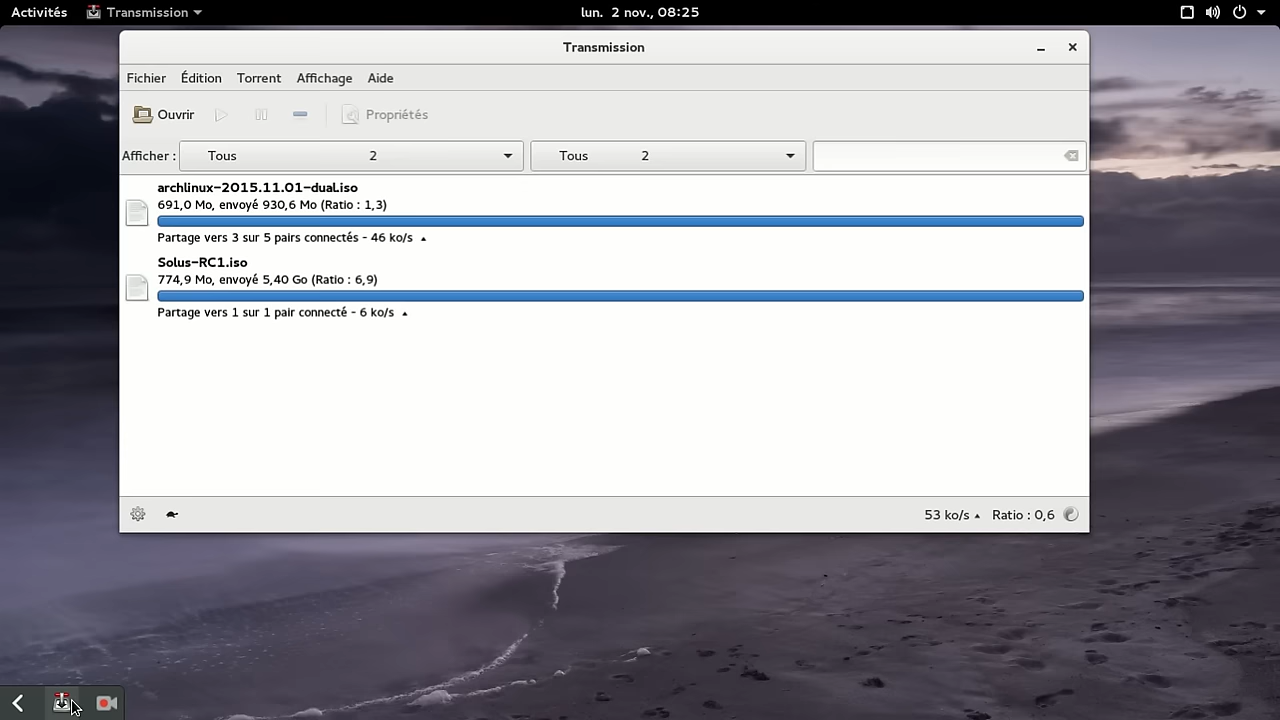 Activités Transmission lun. 2 nov., 08:25
Transmission
Fichier Édition Torrent Affichage Aide
Ouvrir Propriétés
Afficher : Tous 2 Tous 2
archlinux-2015.11.01-dual.iso
691,0 Mo, envoyé 930,6 Mo (Ratio : 1,3)
Partage vers 3 sur 5 pairs connectés - 46 ko/s
Solus-RC1.iso
774,9 Mo, envoyé 5,40 Go (Ratio : 6,9)
Partage vers 1 sur 1 pair connecté - 6 ko/s
53 ko/s Ratio : 0,6